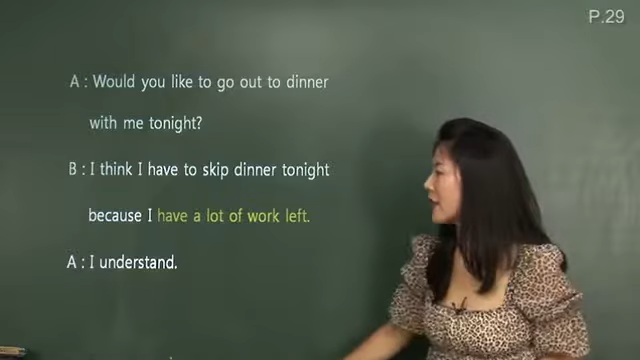 P.29
A : Would you like to go out to dinner
with me tonight?
B : I think I have to skip dinner tonight
because I have a lot of work left.
A : I understand.